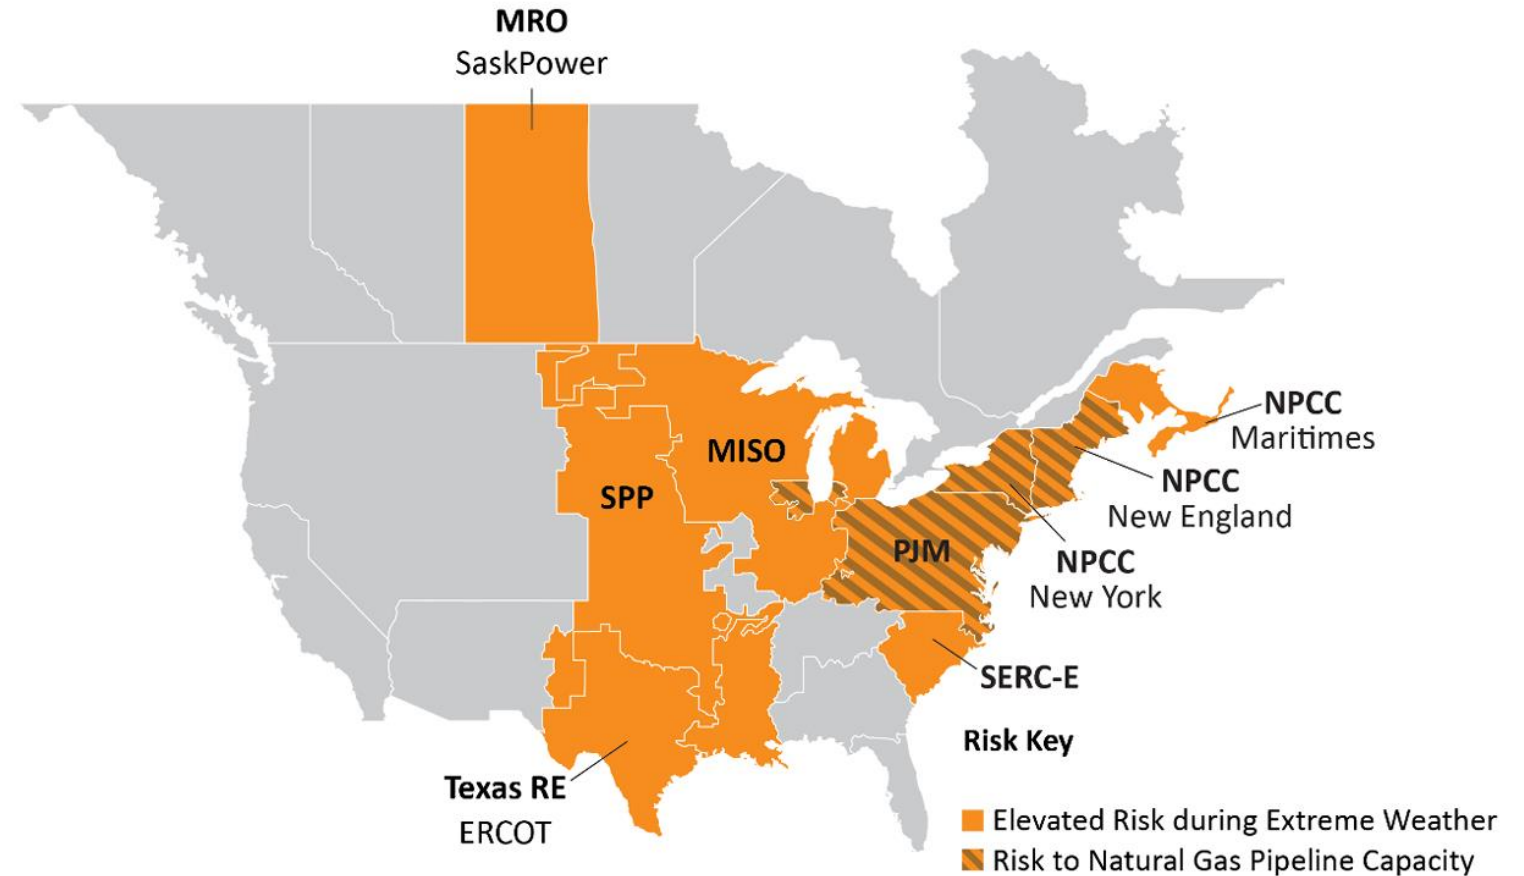 MRO
SaskPower
NPCC
Maritimes
MISO
NPCC
New England
SPP
PJM
NPCC
New York
SERC-E
Risk Key
Texas RE
ERCOT
Elevated Risk during Extreme Weather
Risk to Natural Gas Pipeline Capacity